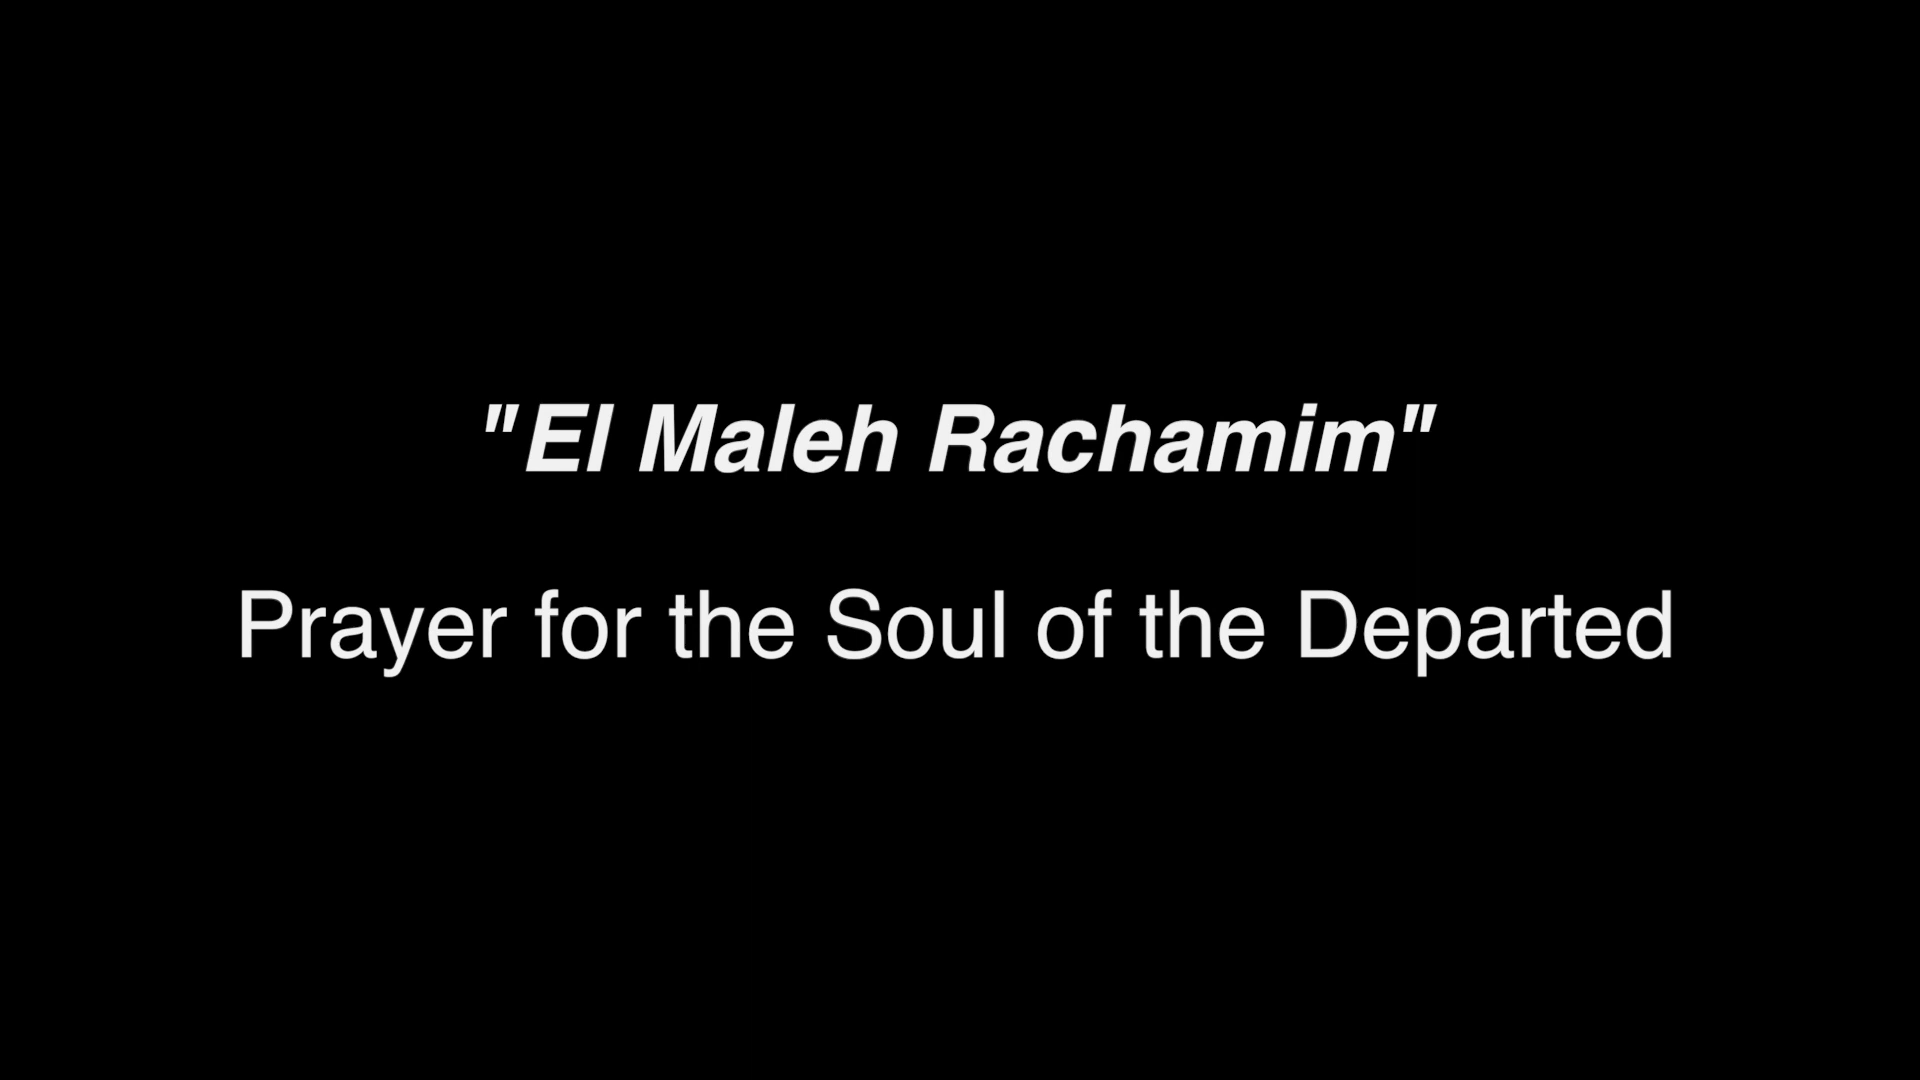 "El Maleh Rachamim"
Prayer for the Soul of the Departed